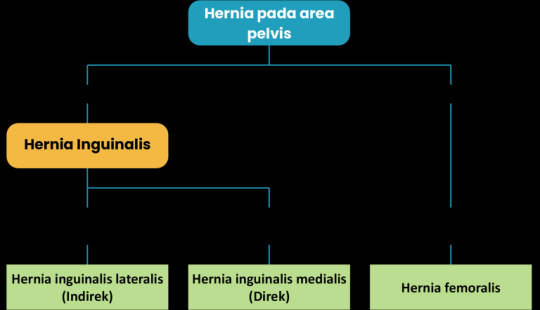 Hernia pada area
pelvis
Hernia Inguinalis
Hernia inguinalis lateralis
(Indirek)
Hernia inguinalis medialis
(Direk)
Hernia femoralis